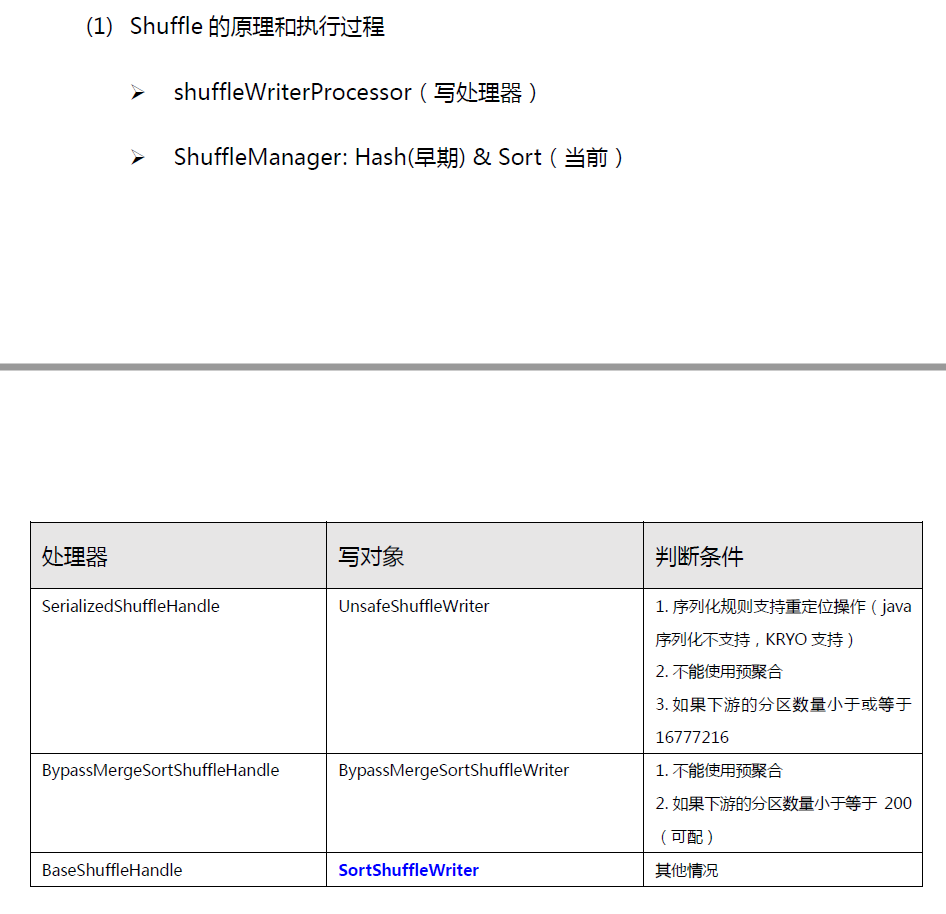 (1) Shuffle 的原理和执行过程
➢ shuffleWriterProcessor（写处理器）
➢ ShuffleManager: Hash(早期) & Sort（当前）
处理器 写对象 判断条件
SerializedShuffleHandle UnsafeShuffleWriter 1. 序列化规则支持重定位操作（java
序列化不支持，KRYO 支持）
2. 不能使用预聚合
3. 如果下游的分区数量小于或等于
16777216
BypassMergeSortShuffleHandle BypassMergeSortShuffleWriter 1. 不能使用预聚合
2. 如果下游的分区数量小于等于 200
（可配）
BaseShuffleHandle SortShuffleWriter 其他情况